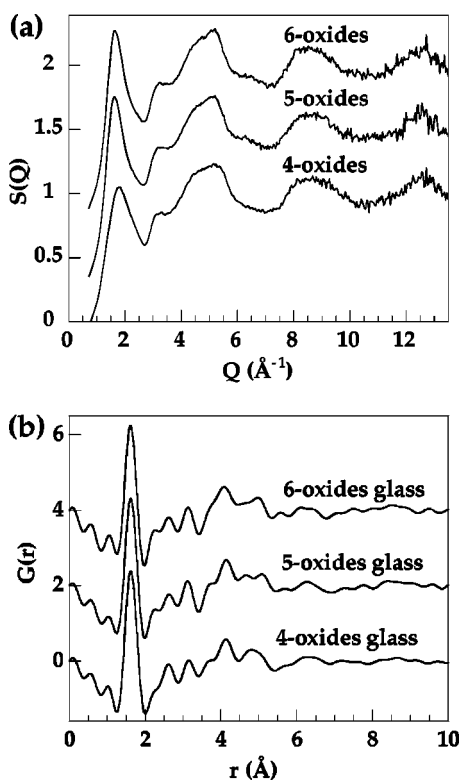 (a)
2
1.5
1
0.5
0
S(Q)
6-oxides
5-oxides
4-oxides
0 2 4 6 8 10 12
Q (Å⁻¹)
(b)
6
4
2
0
G(r)
6-oxides glass
5-oxides glass
4-oxides glass
0 2 4 6 8 10
r (Å)